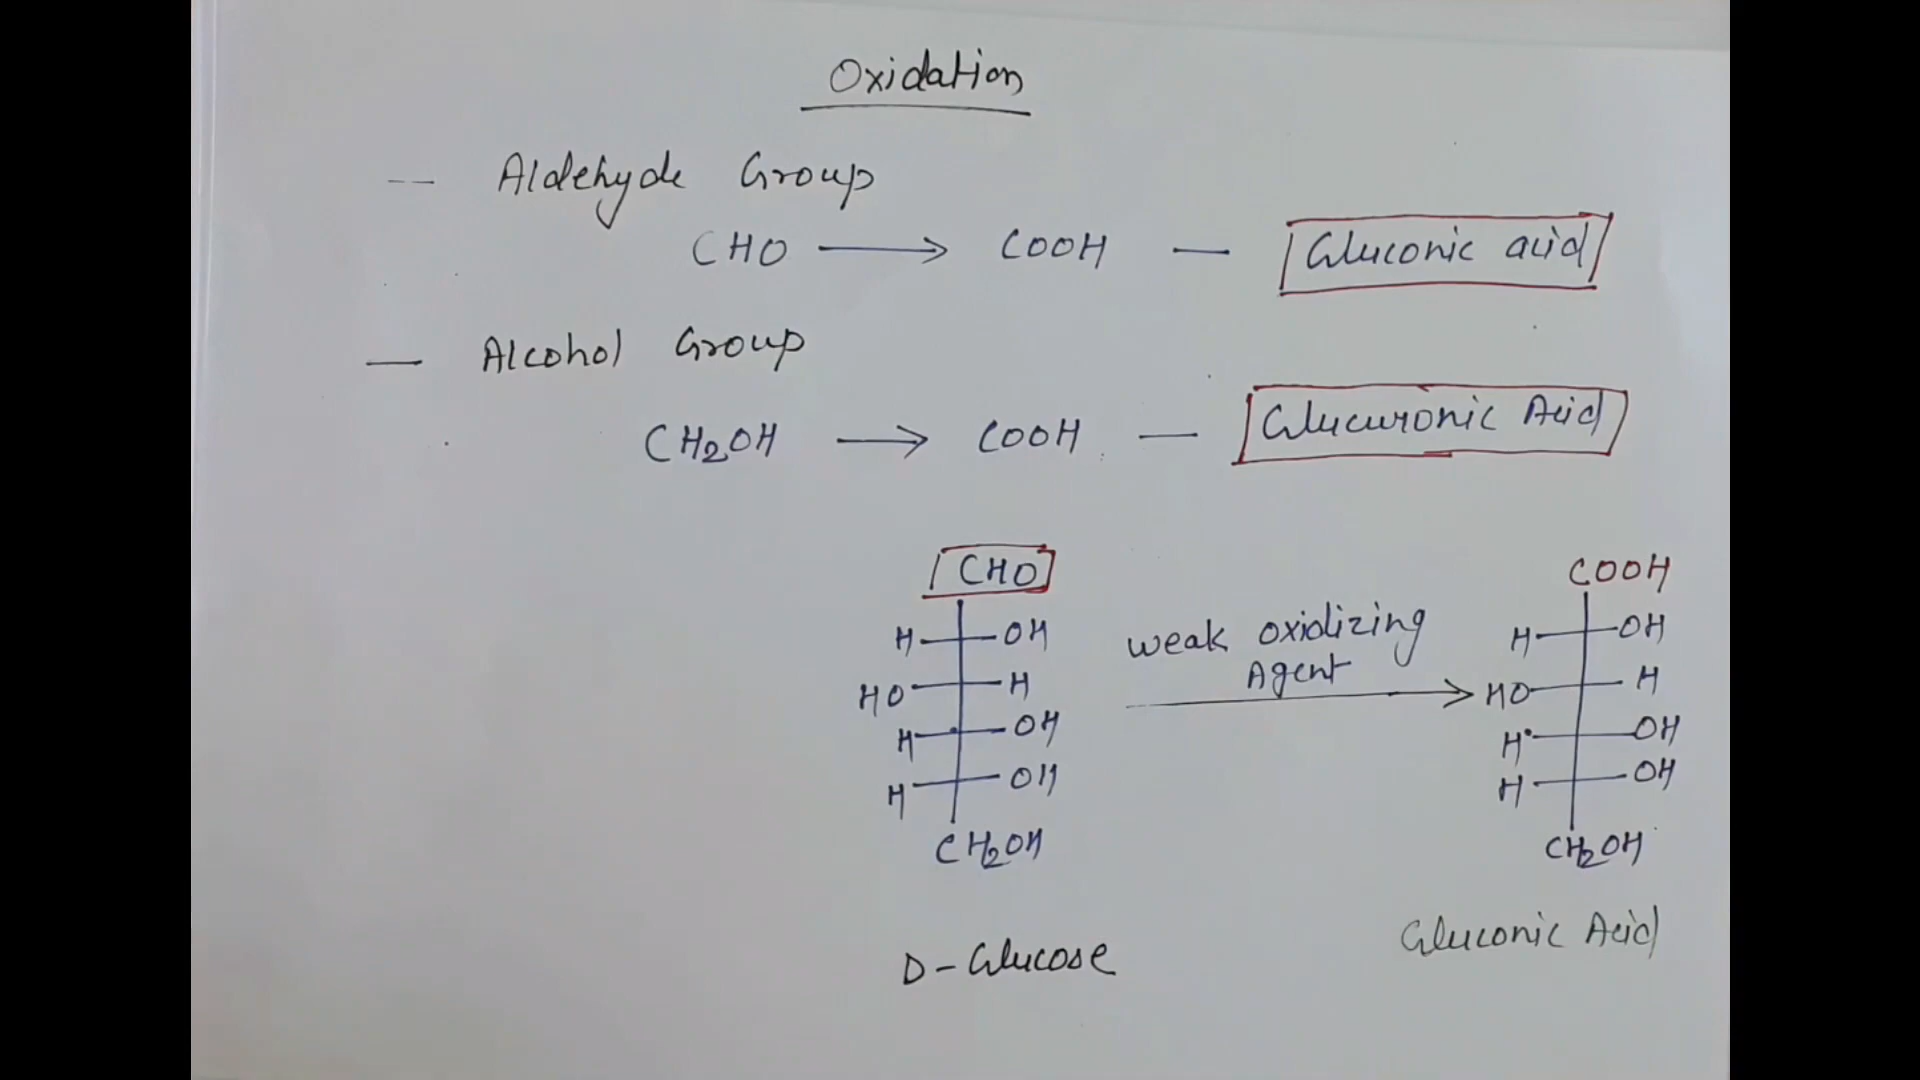 Oxidation
-- Aldehyde Group
CHO → COOH — Gluconic acid
— Alcohol Group
CH2OH → COOH — Glucuronic Acid
CHO
H OH
HO H
H OH
H OH
CH2OH
D-Glucose
weak oxidizing
Agent
COOH
H OH
HO H
H OH
H OH
CH2OH
Gluconic Acid